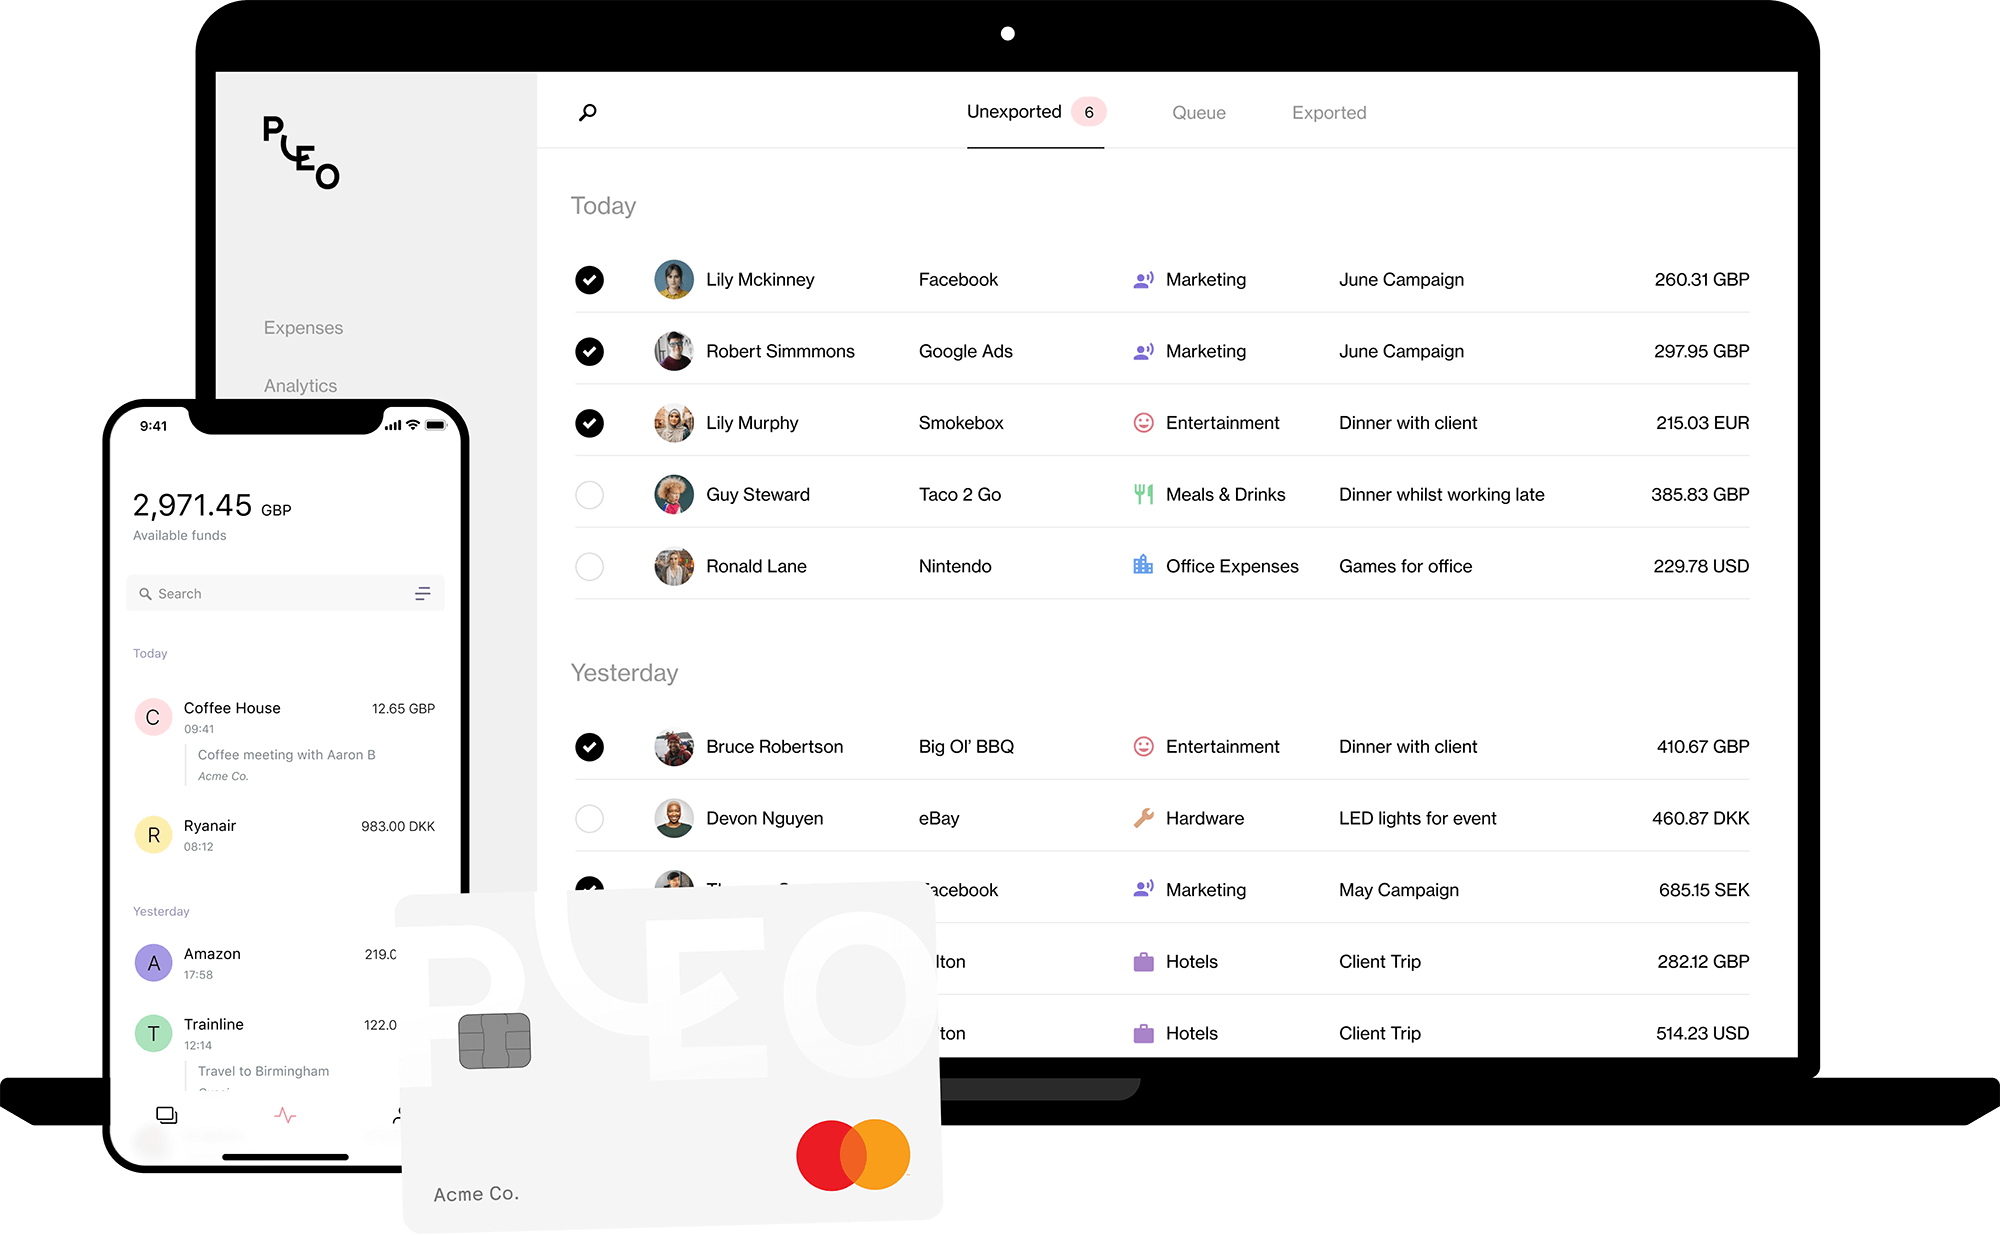 PLEO
Unexported 6 Queue Exported
Expenses
Analytics
Today
Lily Mckinney Facebook Marketing June Campaign 260.31 GBP
Robert Simmmons Google Ads Marketing June Campaign 297.95 GBP
Lily Murphy Smokebox Entertainment Dinner with client 215.03 EUR
Guy Steward Taco 2 Go Meals & Drinks Dinner whilst working late 385.83 GBP
Ronald Lane Nintendo Office Expenses Games for office 229.78 USD
Yesterday
Bruce Robertson Big Ol’ BBQ Entertainment Dinner with client 410.67 GBP
Devon Nguyen eBay Hardware LED lights for event 460.87 DKK
acebook Marketing May Campaign 685.15 SEK
lton Hotels Client Trip 282.12 GBP
ton Hotels Client Trip 514.23 USD
9:41
2,971.45 GBP
Available funds
Search
Today
C Coffee House 12.65 GBP
09:41
Coffee meeting with Aaron B
Acme Co.
R Ryanair 983.00 DKK
08:12
Yesterday
A Amazon 219.0
17:58
T Trainline 122.0
12:14
Travel to Birmingham
PLEO
Acme Co.